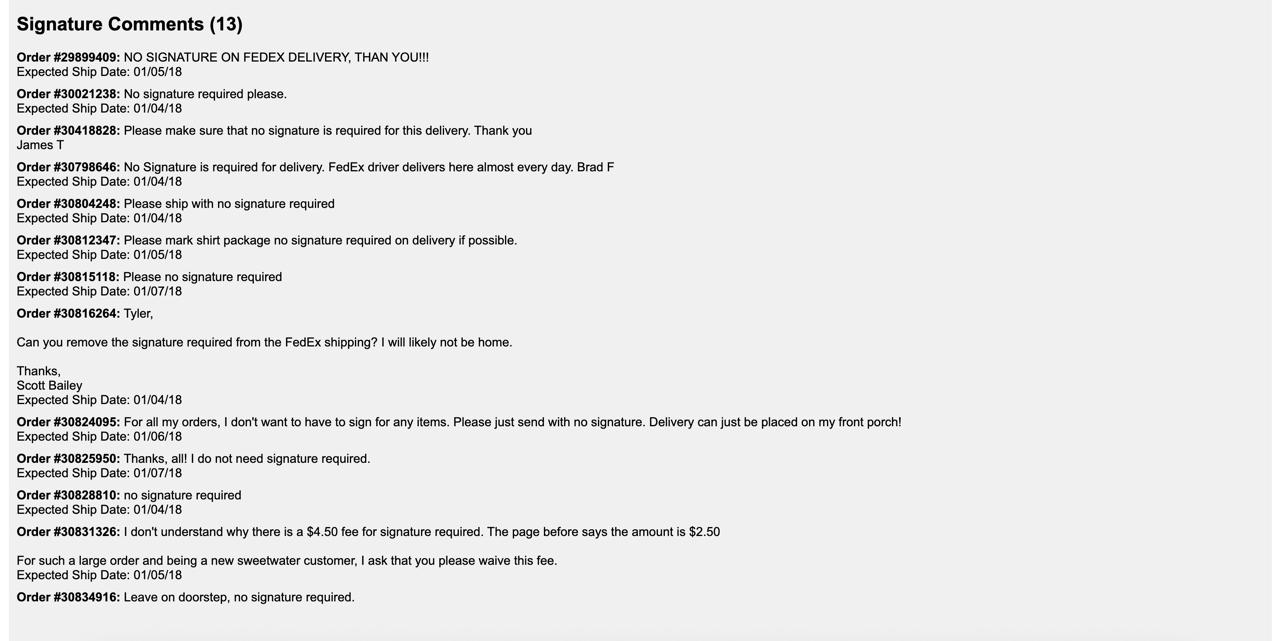 Signature Comments (13)
Order #29899409: NO SIGNATURE ON FEDEX DELIVERY, THAN YOU!!!
Expected Ship Date: 01/05/18
Order #30021238: No signature required please.
Expected Ship Date: 01/04/18
Order #30418828: Please make sure that no signature is required for this delivery. Thank you
James T
Order #30798646: No Signature is required for delivery. FedEx driver delivers here almost every day. Brad F
Expected Ship Date: 01/04/18
Order #30804248: Please ship with no signature required
Expected Ship Date: 01/04/18
Order #30812347: Please mark shirt package no signature required on delivery if possible.
Expected Ship Date: 01/05/18
Order #30815118: Please no signature required
Expected Ship Date: 01/07/18
Order #30816264: Tyler,
Can you remove the signature required from the FedEx shipping? I will likely not be home.
Thanks,
Scott Bailey
Expected Ship Date: 01/04/18
Order #30824095: For all my orders, I don't want to have to sign for any items. Please just send with no signature. Delivery can just be placed on my front porch!
Expected Ship Date: 01/06/18
Order #30825950: Thanks, all! I do not need signature required.
Expected Ship Date: 01/07/18
Order #30828810: no signature required
Expected Ship Date: 01/04/18
Order #30831326: I don't understand why there is a $4.50 fee for signature required. The page before says the amount is $2.50
For such a large order and being a new sweetwater customer, I ask that you please waive this fee.
Expected Ship Date: 01/05/18
Order #30834916: Leave on doorstep, no signature required.